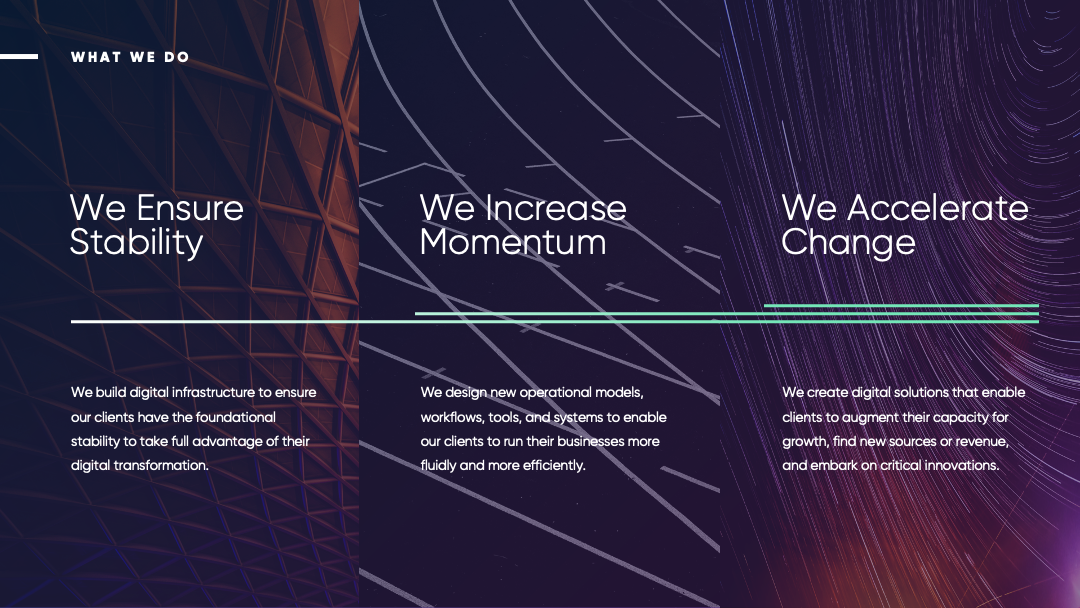 WHAT WE DO
We Ensure
Stability
We build digital infrastructure to ensure
our clients have the foundational
stability to take full advantage of their
digital transformation.
We Increase
Momentum
We design new operational models,
workflows, tools, and systems to enable
our clients to run their businesses more
fluidly and more efficiently.
We Accelerate
Change
We create digital solutions that enable
clients to augment their capacity for
growth, find new sources or revenue,
and embark on critical innovations.